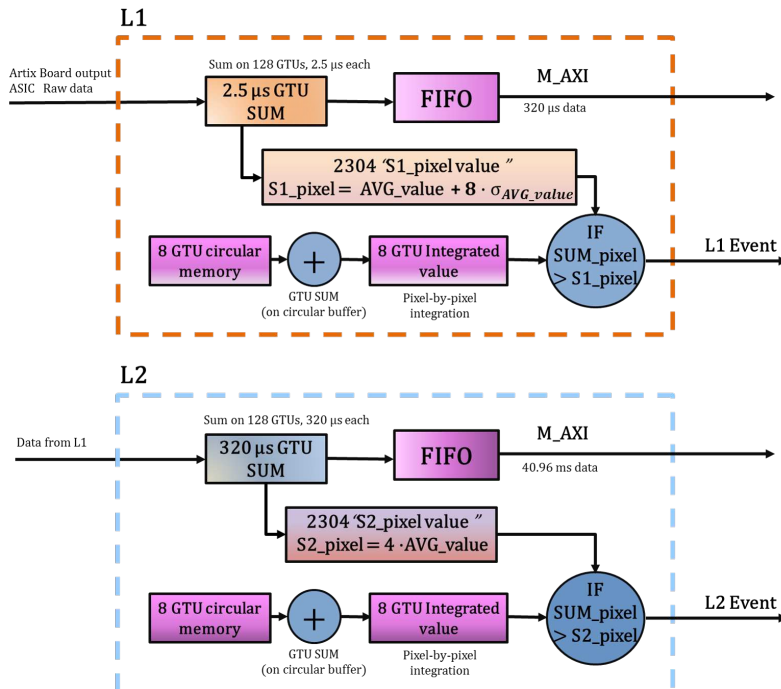 L1
Sum on 128 GTUs, 2.5 µs each
Artix Board output
ASIC Raw data
2.5 µs GTU
SUM
FIFO
M_AXI
320 µs data
2304 “S1_pixel value ”
S1_pixel = AVG_value + 8 · σAVG_value
8 GTU circular
memory
+
GTU SUM
(on circular buffer)
8 GTU Integrated
value
Pixel-by-pixel
integration
IF
SUM_pixel
> S1_pixel
L1 Event
L2
Sum on 128 GTUs, 320 µs each
Data from L1
320 µs GTU
SUM
FIFO
M_AXI
40.96 ms data
2304 “S2_pixel value ”
S2_pixel = 4 ·AVG_value
8 GTU circular
memory
+
GTU SUM
(on circular buffer)
8 GTU Integrated
value
Pixel-by-pixel
integration
IF
SUM_pixel
> S2_pixel
L2 Event